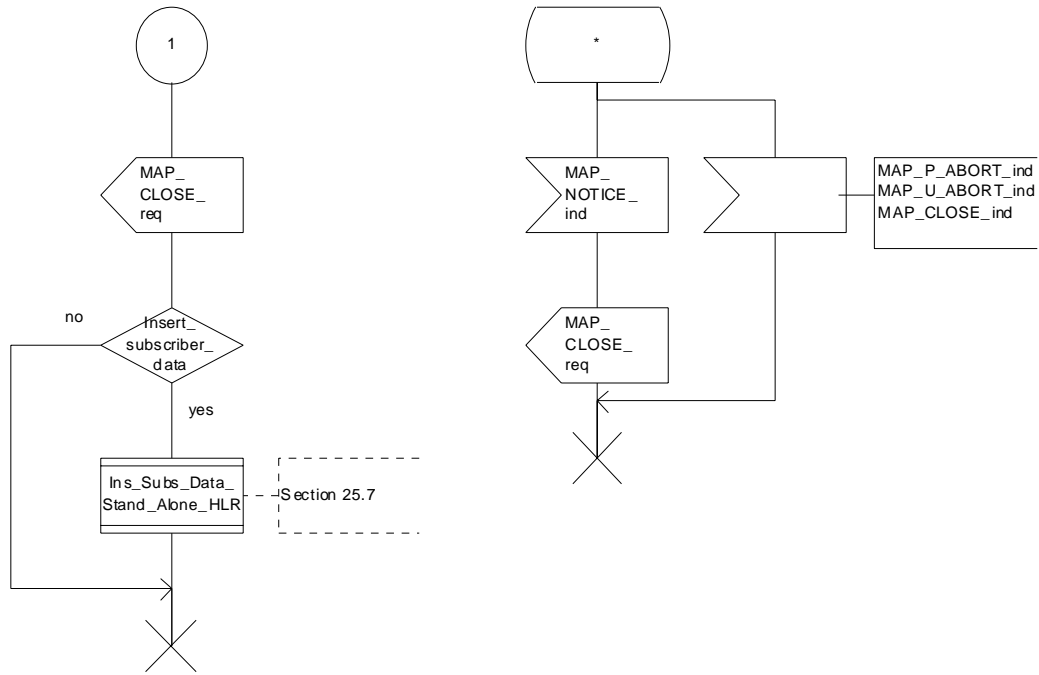 1
MAP_
CLOSE_
req
no
Insert_
subscriber_
data
yes
Ins_Subs_Data_
Stand_Alone_HLR
Section 25.7
*
MAP_
NOTICE_
ind
MAP_P_ABORT_ind
MAP_U_ABORT_ind
MAP_CLOSE_ind
MAP_
CLOSE_
req